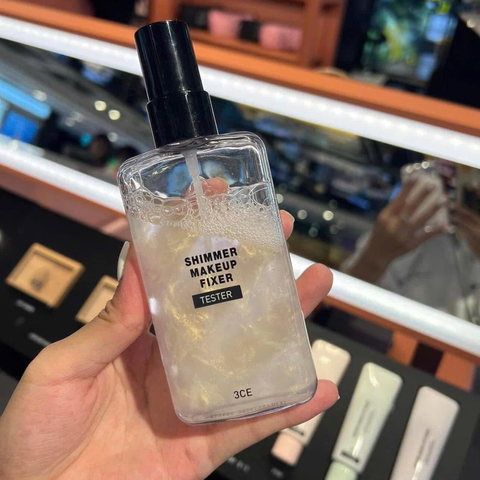 SHIMMER
MAKEUP
FIXER
TESTER
3CE